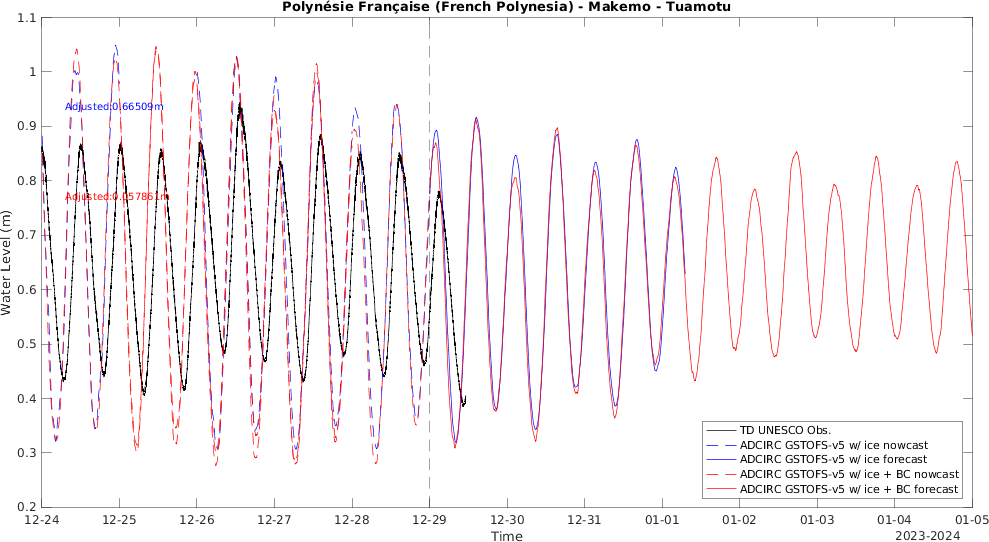 Polynésie Française (French Polynesia) - Makemo - Tuamotu
1.1
1
0.9
0.8
0.7
0.6
0.5
0.4
0.3
0.2
Water Level (m)
Adjusted:0.66509m
TD UNESCO Obs.
ADCIRC GSTOFS-v5 w/ ice nowcast
ADCIRC GSTOFS-v5 w/ ice forecast
ADCIRC GSTOFS-v5 w/ ice + BC nowcast
ADCIRC GSTOFS-v5 w/ ice + BC forecast
12-24 12-25 12-26 12-27 12-28 12-29 12-30 12-31 01-01 01-02 01-03 01-04 01-05
Time
2023-2024